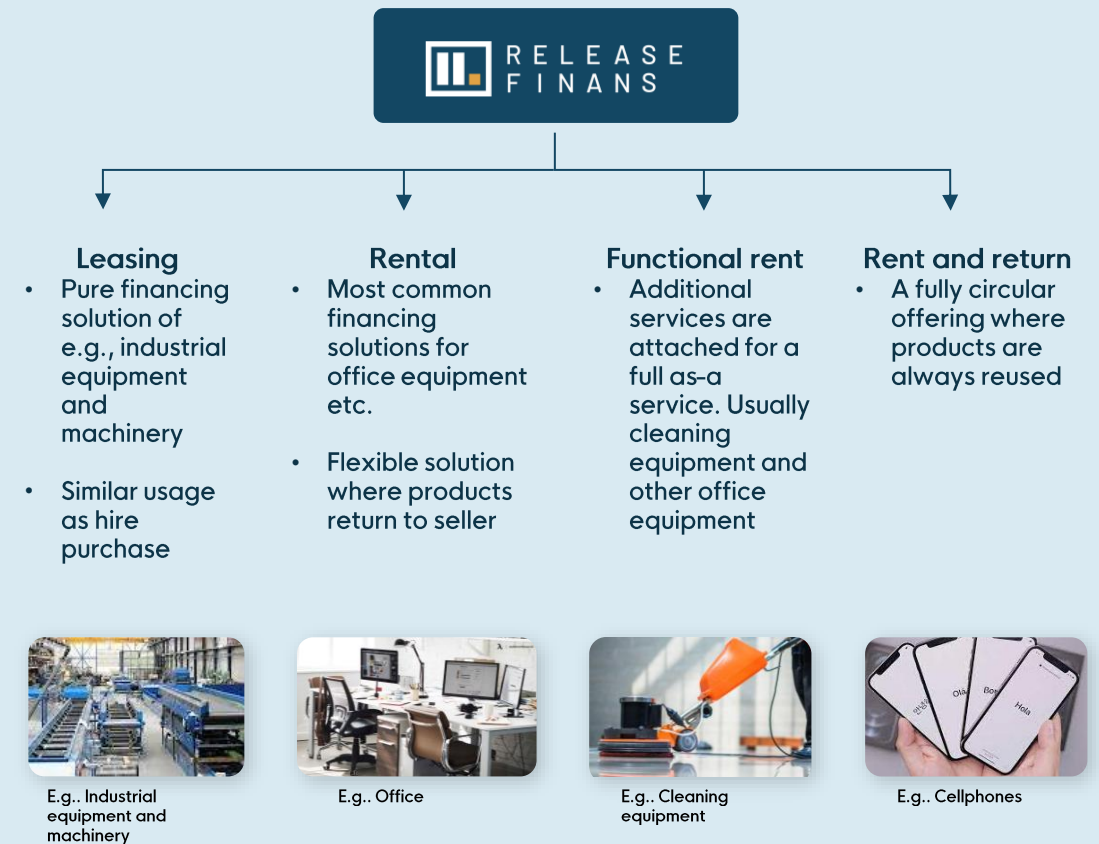 RELEASE
FINANS
Leasing
• Pure financing
solution of
e.g., industrial
equipment
and
machinery
• Similar usage
as hire
purchase
Rental
• Most common
financing
solutions for
office equipment
etc.
• Flexible solution
where products
return to seller
Functional rent
• Additional
services are
attached for a
full as-a
service. Usually
cleaning
equipment and
other office
equipment
Rent and return
• A fully circular
offering where
products are
always reused
Olá
Hola
E.g.. Industrial
equipment and
machinery
E.g.. Office
E.g.. Cleaning
equipment
E.g.. Cellphones